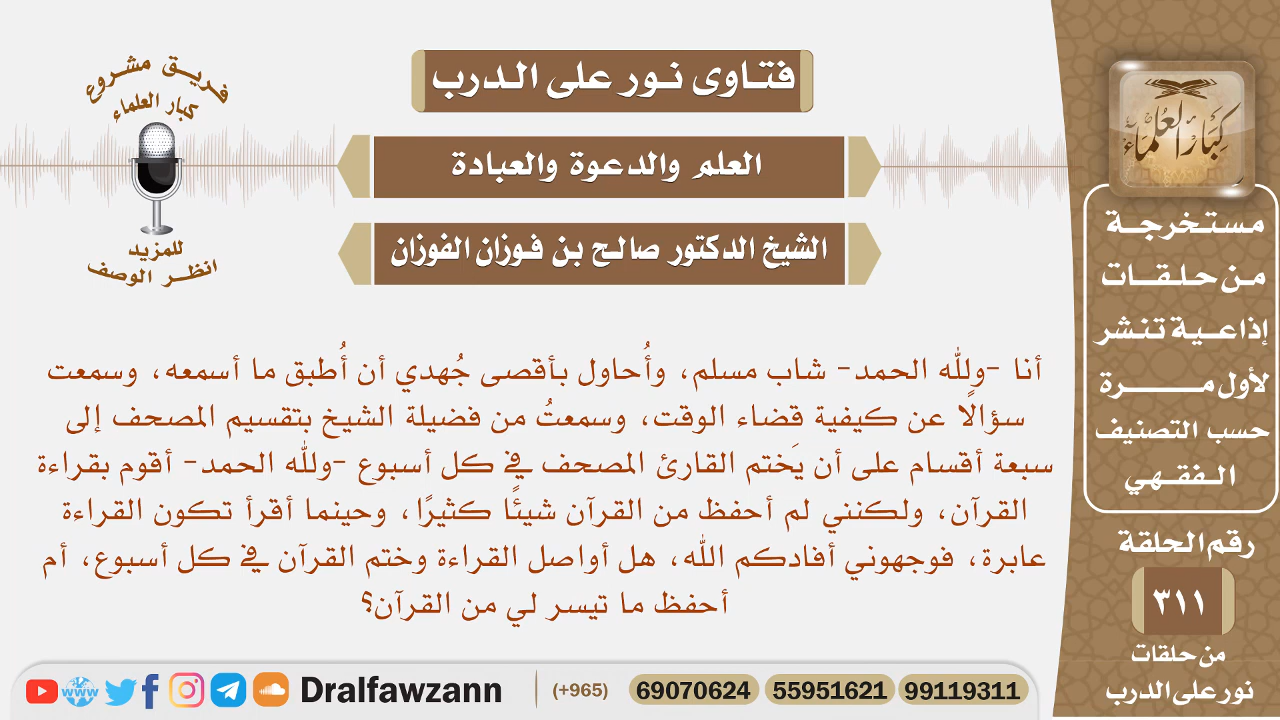 فتاوى نور على الدرب
العلم والدعوة والعبادة
الشيخ الدكتور صالح بن فوزان الفوزان
فريق مشروع
كبار العلماء
للمزيد
انظر الوصف
كبار العلماء
مستخرجة
من حلقات
إذاعية تنشر
لأول مرة
حسب التصنيف
الفقهي
رقم الحلقة
٣١١
من حلقات
نور على الدرب
أنا -ولله الحمد- شاب مسلم، وأُحاول بأقصى جُهدي أن أُطبق ما أسمعه، وسمعت
سؤالًا عن كيفية قضاء الوقت، وسمعتُ من فضيلة الشيخ بتقسيم المصحف إلى
سبعة أقسام على أن يَختم القارئ المصحف في كل أسبوع -ولله الحمد- أقوم بقراءة
القرآن، ولكنني لم أحفظ من القرآن شيئًا كثيرًا، وحينما أقرأ تكون القراءة
عابرة، فوجهوني أفادكم الله، هل أواصل القراءة وختم القرآن في كل أسبوع، أم
أحفظ ما تيسر لي من القرآن؟
www
Dralfawzann
(+965)
69070624
55951621
99119311